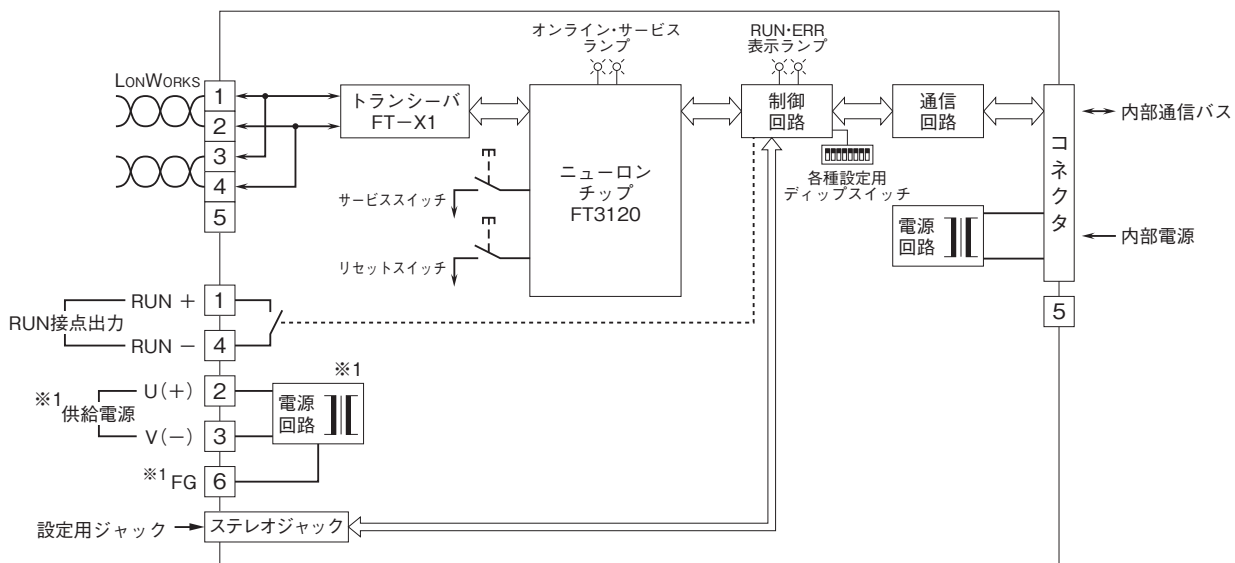 オンライン・サービス
ランプ
RUN・ERR
表示ランプ
LONWORKS
1
2
3
4
5
トランシーバ
FT－X1
ニューロン
チップ
FT3120
制御
回路
通信
回路
コネクタ
内部通信バス
各種設定用
ディップスイッチ
サービススイッチ
リセットスイッチ
電源
回路
内部電源
5
RUN接点出力
RUN ＋
1
RUN －
4
※1
供給電源
U(＋)
2
V(－)
3
※1
電源
回路
※1 FG
6
設定用ジャック
ステレオジャック